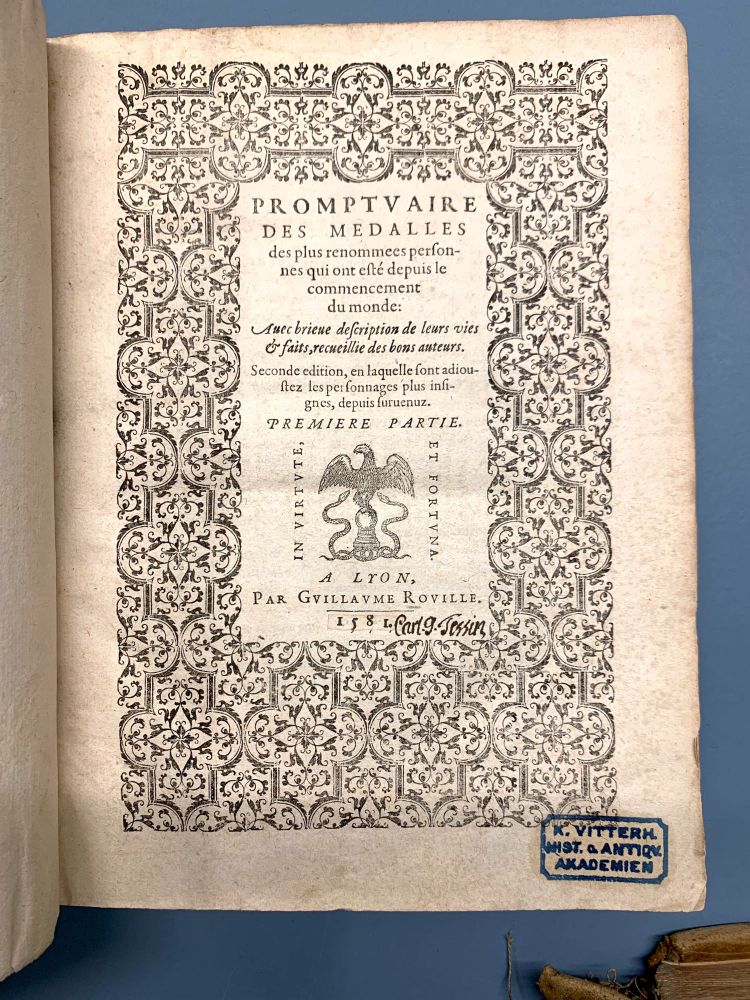 PROMPTVAIRE
DES MEDALLES
des plus renommees person-
nes qui ont eſté depuis le
commencement
du monde:
Auec brieue deſcription de leurs vies
& faits, recueillie des bons auteurs.
Seconde edition, en laquelle ſont adiou-
ſtez les perſonnages plus inſi-
gnes, depuis ſuruenuz.
PREMIERE PARTIE.
IN VIRTVTE,
ET FORTVNA.
A LYON,
PAR GVILLAVME ROVILLE.
1581.
Carl G. Tessin
K. VITTERH.
HIST. O. ANTIQV.
AKADEMIEN